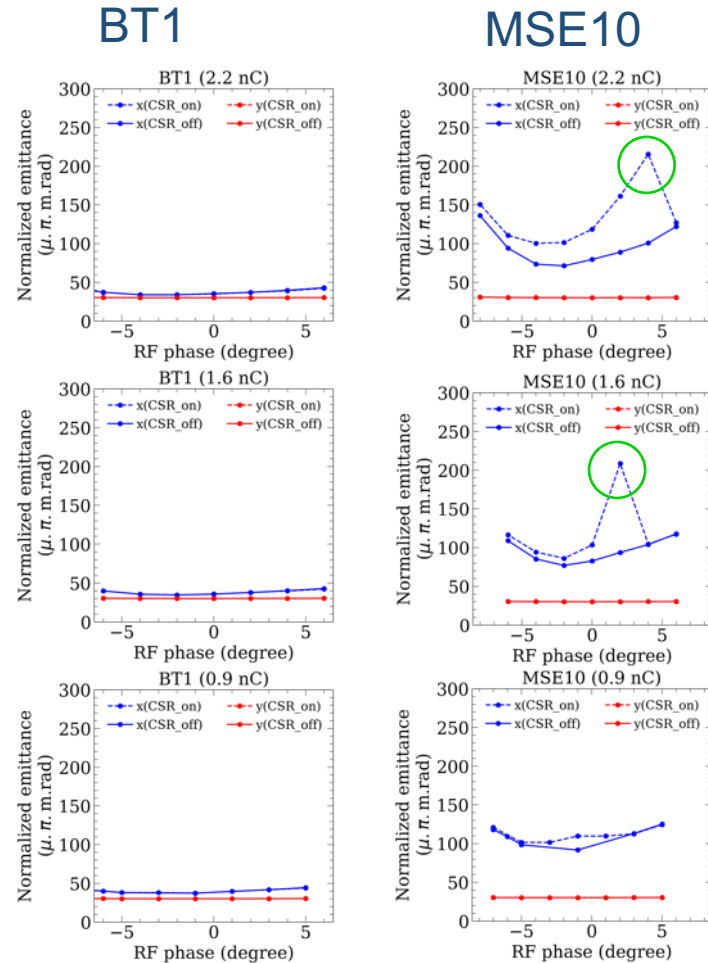 BT1
MSE10
BT1 (2.2 nC)
300
250
200
150
100
50
0
x(CSR_on)
x(CSR_off)
y(CSR_on)
y(CSR_off)
Normalized emittance
(μ. π. m.rad)
−5
0
5
RF phase (degree)
MSE10 (2.2 nC)
300
250
200
150
100
50
0
x(CSR_on)
x(CSR_off)
y(CSR_on)
y(CSR_off)
Normalized emittance
(μ. π. m.rad)
−5
0
5
RF phase (degree)
BT1 (1.6 nC)
300
250
200
150
100
50
0
x(CSR_on)
x(CSR_off)
y(CSR_on)
y(CSR_off)
Normalized emittance
(μ. π. m.rad)
−5
0
5
RF phase (degree)
MSE10 (1.6 nC)
300
250
200
150
100
50
0
x(CSR_on)
x(CSR_off)
y(CSR_on)
y(CSR_off)
Normalized emittance
(μ. π. m.rad)
−5
0
5
RF phase (degree)
BT1 (0.9 nC)
300
250
200
150
100
50
0
x(CSR_on)
x(CSR_off)
y(CSR_on)
y(CSR_off)
Normalized emittance
(μ. π. m.rad)
−5
0
5
RF phase (degree)
MSE10 (0.9 nC)
300
250
200
150
100
50
0
x(CSR_on)
x(CSR_off)
y(CSR_on)
y(CSR_off)
Normalized emittance
(μ. π. m.rad)
−5
0
5
RF phase (degree)